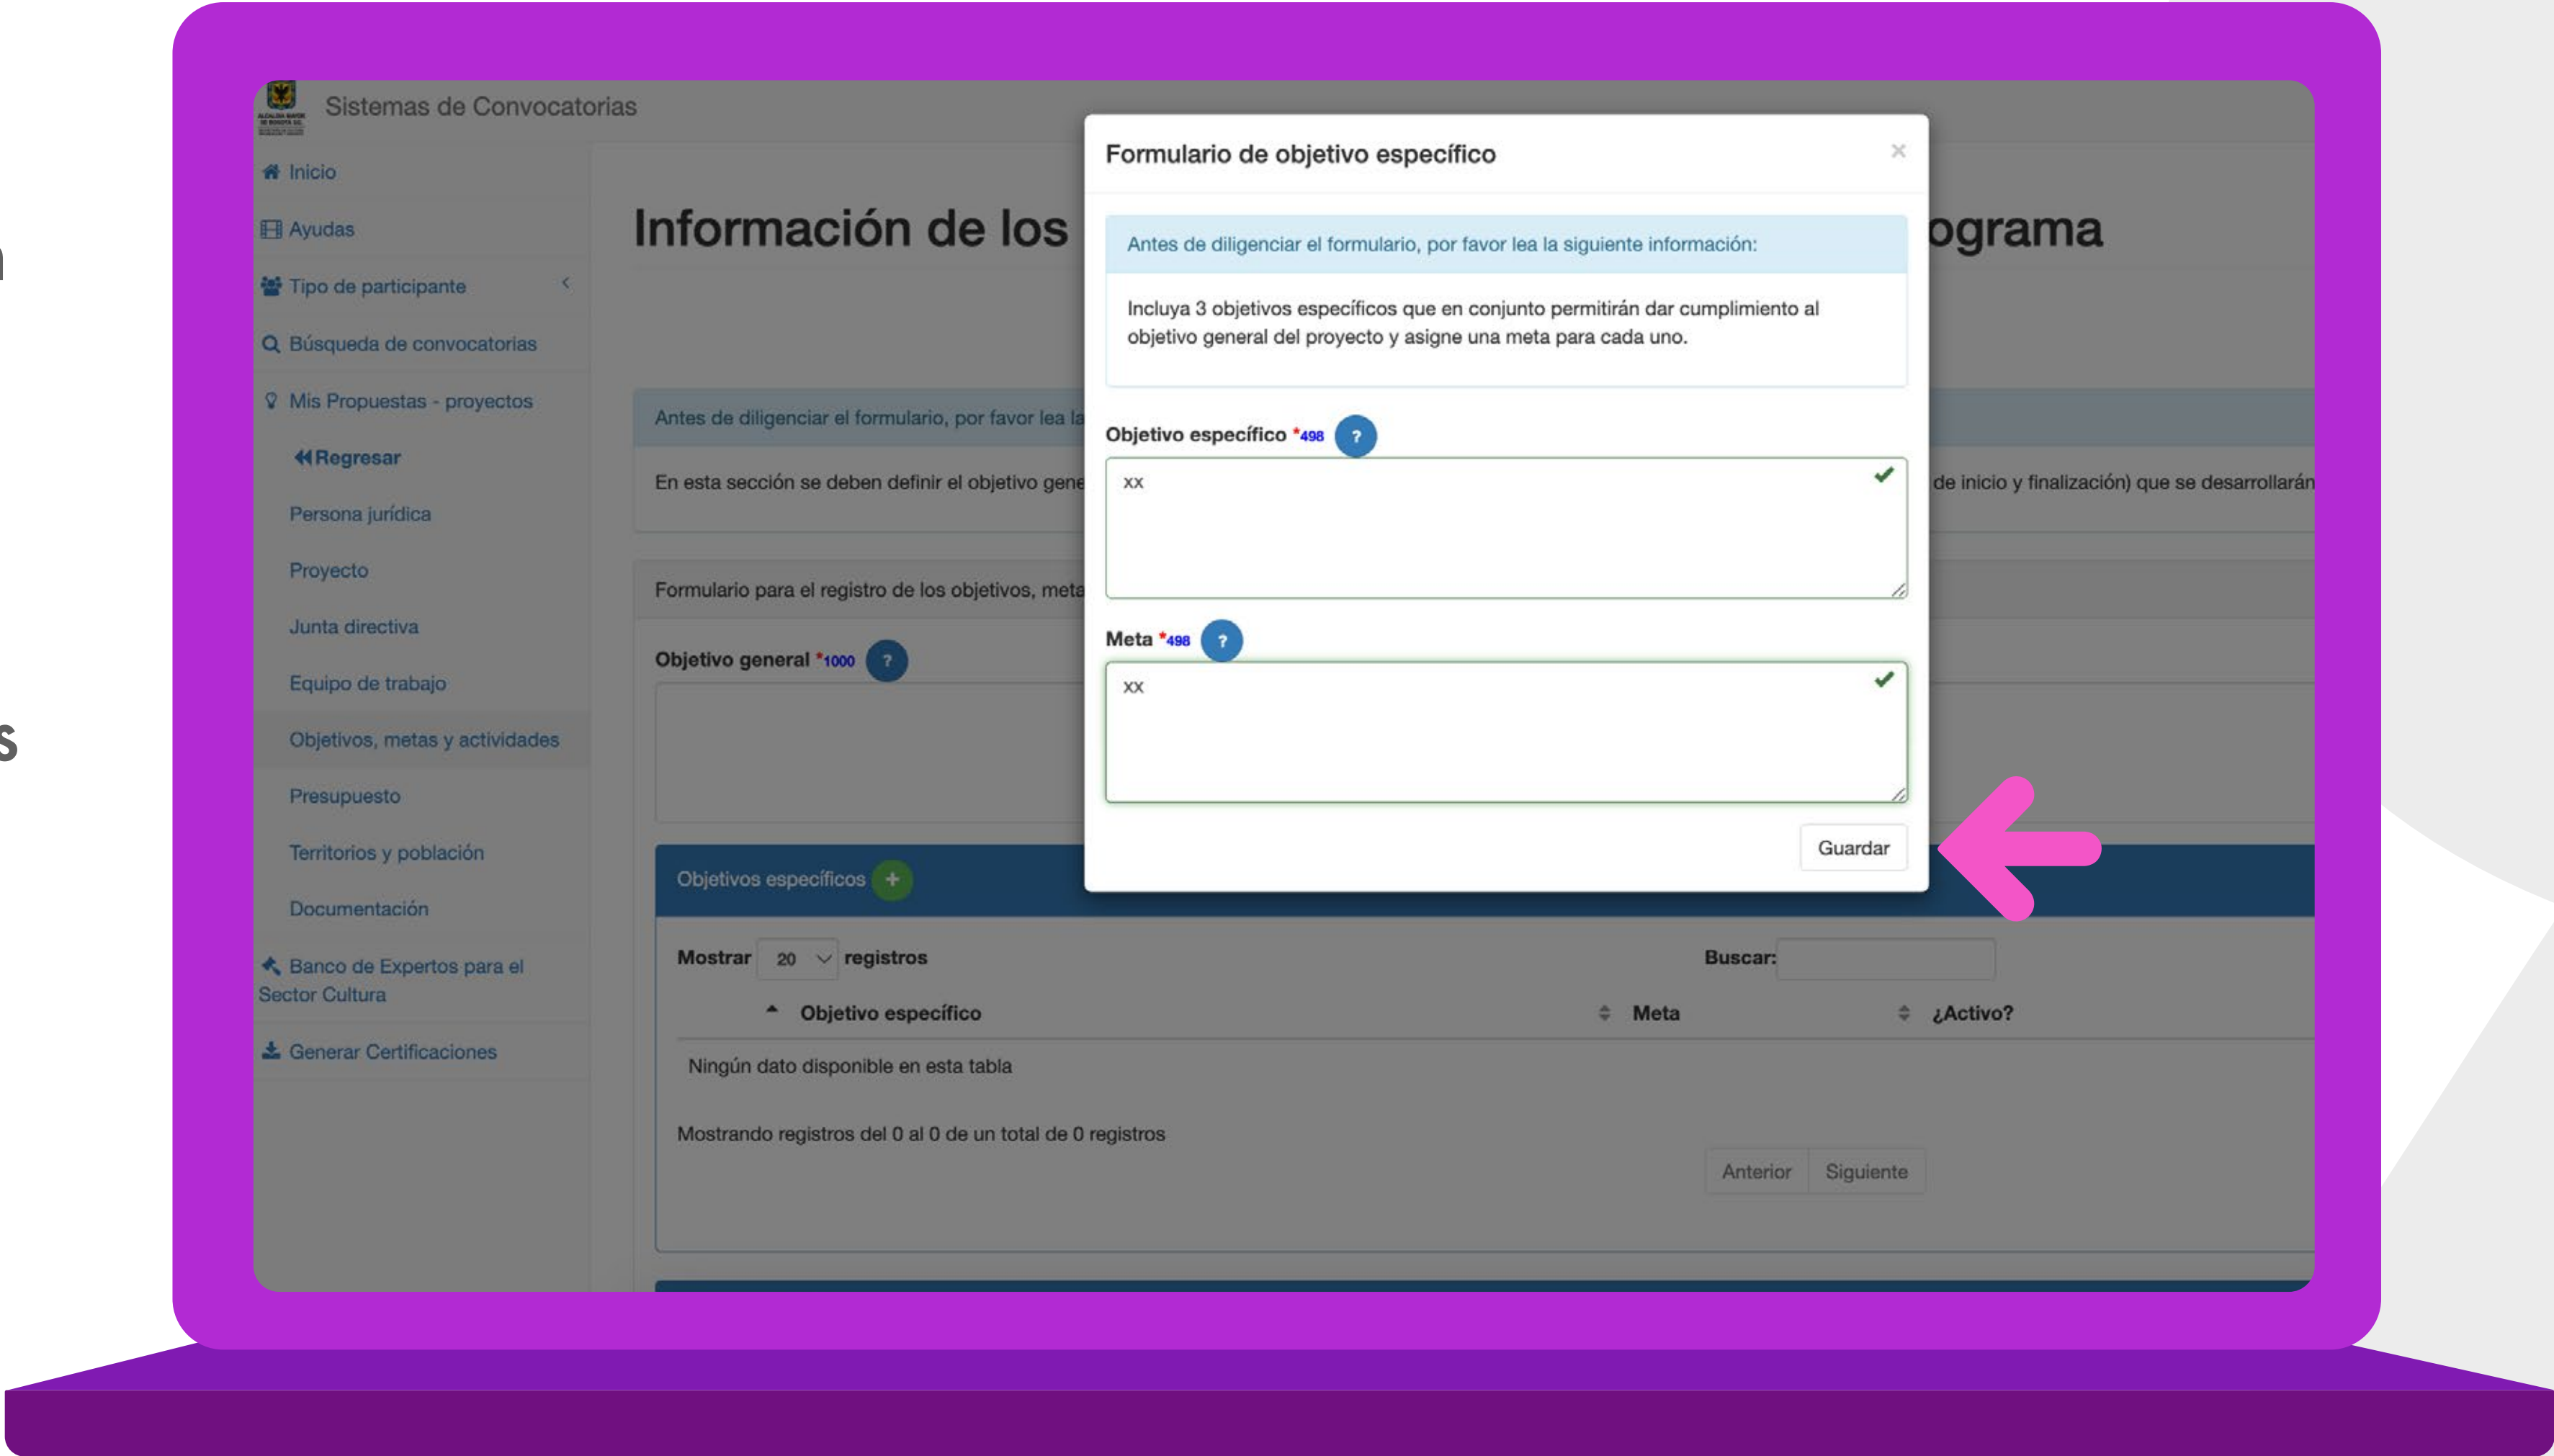 n
s
ALCALDÍA MAYOR
DE BOGOTÁ D.C.
Sistemas de Convocatorias
Inicio
Ayudas
Tipo de participante
Búsqueda de convocatorias
Mis Propuestas - proyectos
Regresar
Persona jurídica
Proyecto
Junta directiva
Equipo de trabajo
Objetivos, metas y actividades
Presupuesto
Territorios y población
Documentación
Banco de Expertos para el
Sector Cultura
Generar Certificaciones
Información de los
ograma
Antes de diligenciar el formulario, por favor lea la
En esta sección se deben definir el objetivo gene
de inicio y finalización) que se desarrollarán
Formulario para el registro de los objetivos, meta
Objetivo general *1000 ?
Objetivos específicos +
Mostrar 20 registros
Buscar:
Objetivo específico Meta ¿Activo?
Ningún dato disponible en esta tabla
Mostrando registros del 0 al 0 de un total de 0 registros
Anterior Siguiente
Formulario de objetivo específico ×
Antes de diligenciar el formulario, por favor lea la siguiente información:
Incluya 3 objetivos específicos que en conjunto permitirán dar cumplimiento al
objetivo general del proyecto y asigne una meta para cada uno.
Objetivo específico *498 ?
xx
Meta *498 ?
xx
Guardar